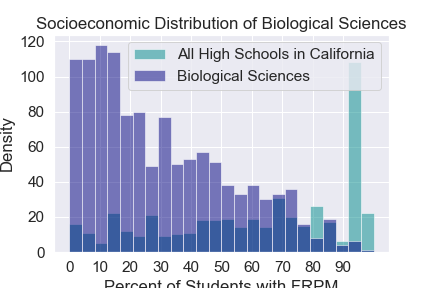 Socioeconomic Distribution of Biological Sciences
All High Schools in California
Biological Sciences
Density
120
100
80
60
40
20
0
0 10 20 30 40 50 60 70 80 90
Percent of Students with FRPM